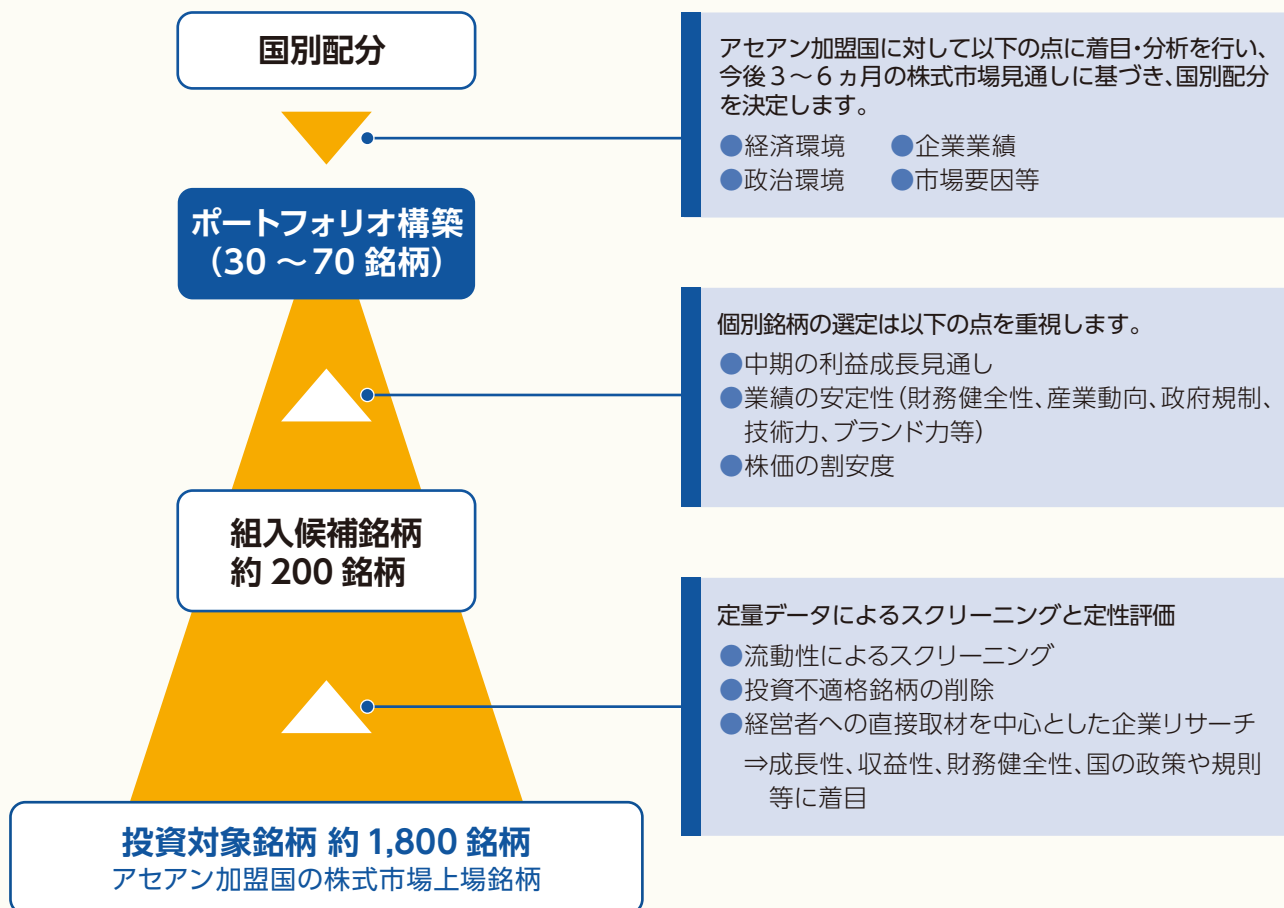 国別配分
アセアン加盟国に対して以下の点に着目・分析を行い、
今後３～６ヵ月の株式市場見通しに基づき、国別配分
を決定します。
●経済環境　●企業業績
●政治環境　●市場要因等
ポートフォリオ構築
（30 ～ 70 銘柄）
個別銘柄の選定は以下の点を重視します。
●中期の利益成長見通し
●業績の安定性（財務健全性、産業動向、政府規制、
技術力、ブランド力等）
●株価の割安度
組入候補銘柄
約 200 銘柄
定量データによるスクリーニングと定性評価
●流動性によるスクリーニング
●投資不適格銘柄の削除
●経営者への直接取材を中心とした企業リサーチ
⇒成長性、収益性、財務健全性、国の政策や規則
等に着目
投資対象銘柄 約 1,800 銘柄
アセアン加盟国の株式市場上場銘柄